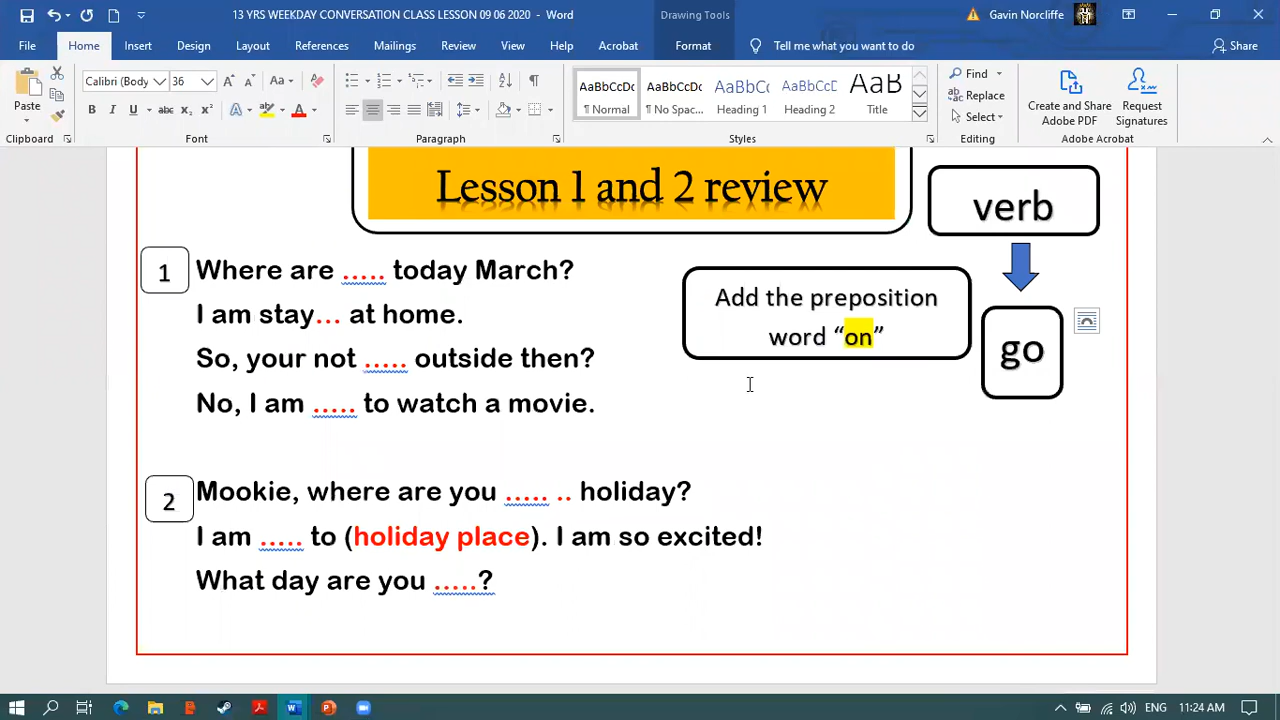 13 YRS WEEKDAY CONVERSATION CLASS LESSON 09 06 2020 - Word
Drawing Tools
Gavin Norcliffe
File Home Insert Design Layout References Mailings Review View Help Acrobat Format Tell me what you want to do Share
Calibri (Body) 36
Paste
Find
Replace
Select
Create and Share Adobe PDF
Request Signatures
AaBbCcDc AaBbCcDc AaBbCc AaBbCcD AaB
¶ Normal ¶ No Spac... Heading 1 Heading 2 Title
Clipboard Font Paragraph Styles Editing Adobe Acrobat
Lesson 1 and 2 review
verb
go
Add the preposition
word “on”
1
Where are ..... today March?
I am stay... at home.
So, your not ..... outside then?
No, I am ..... to watch a movie.
2
Mookie, where are you ..... .. holiday?
I am ..... to (holiday place). I am so excited!
What day are you .....?
ENG 11:24 AM